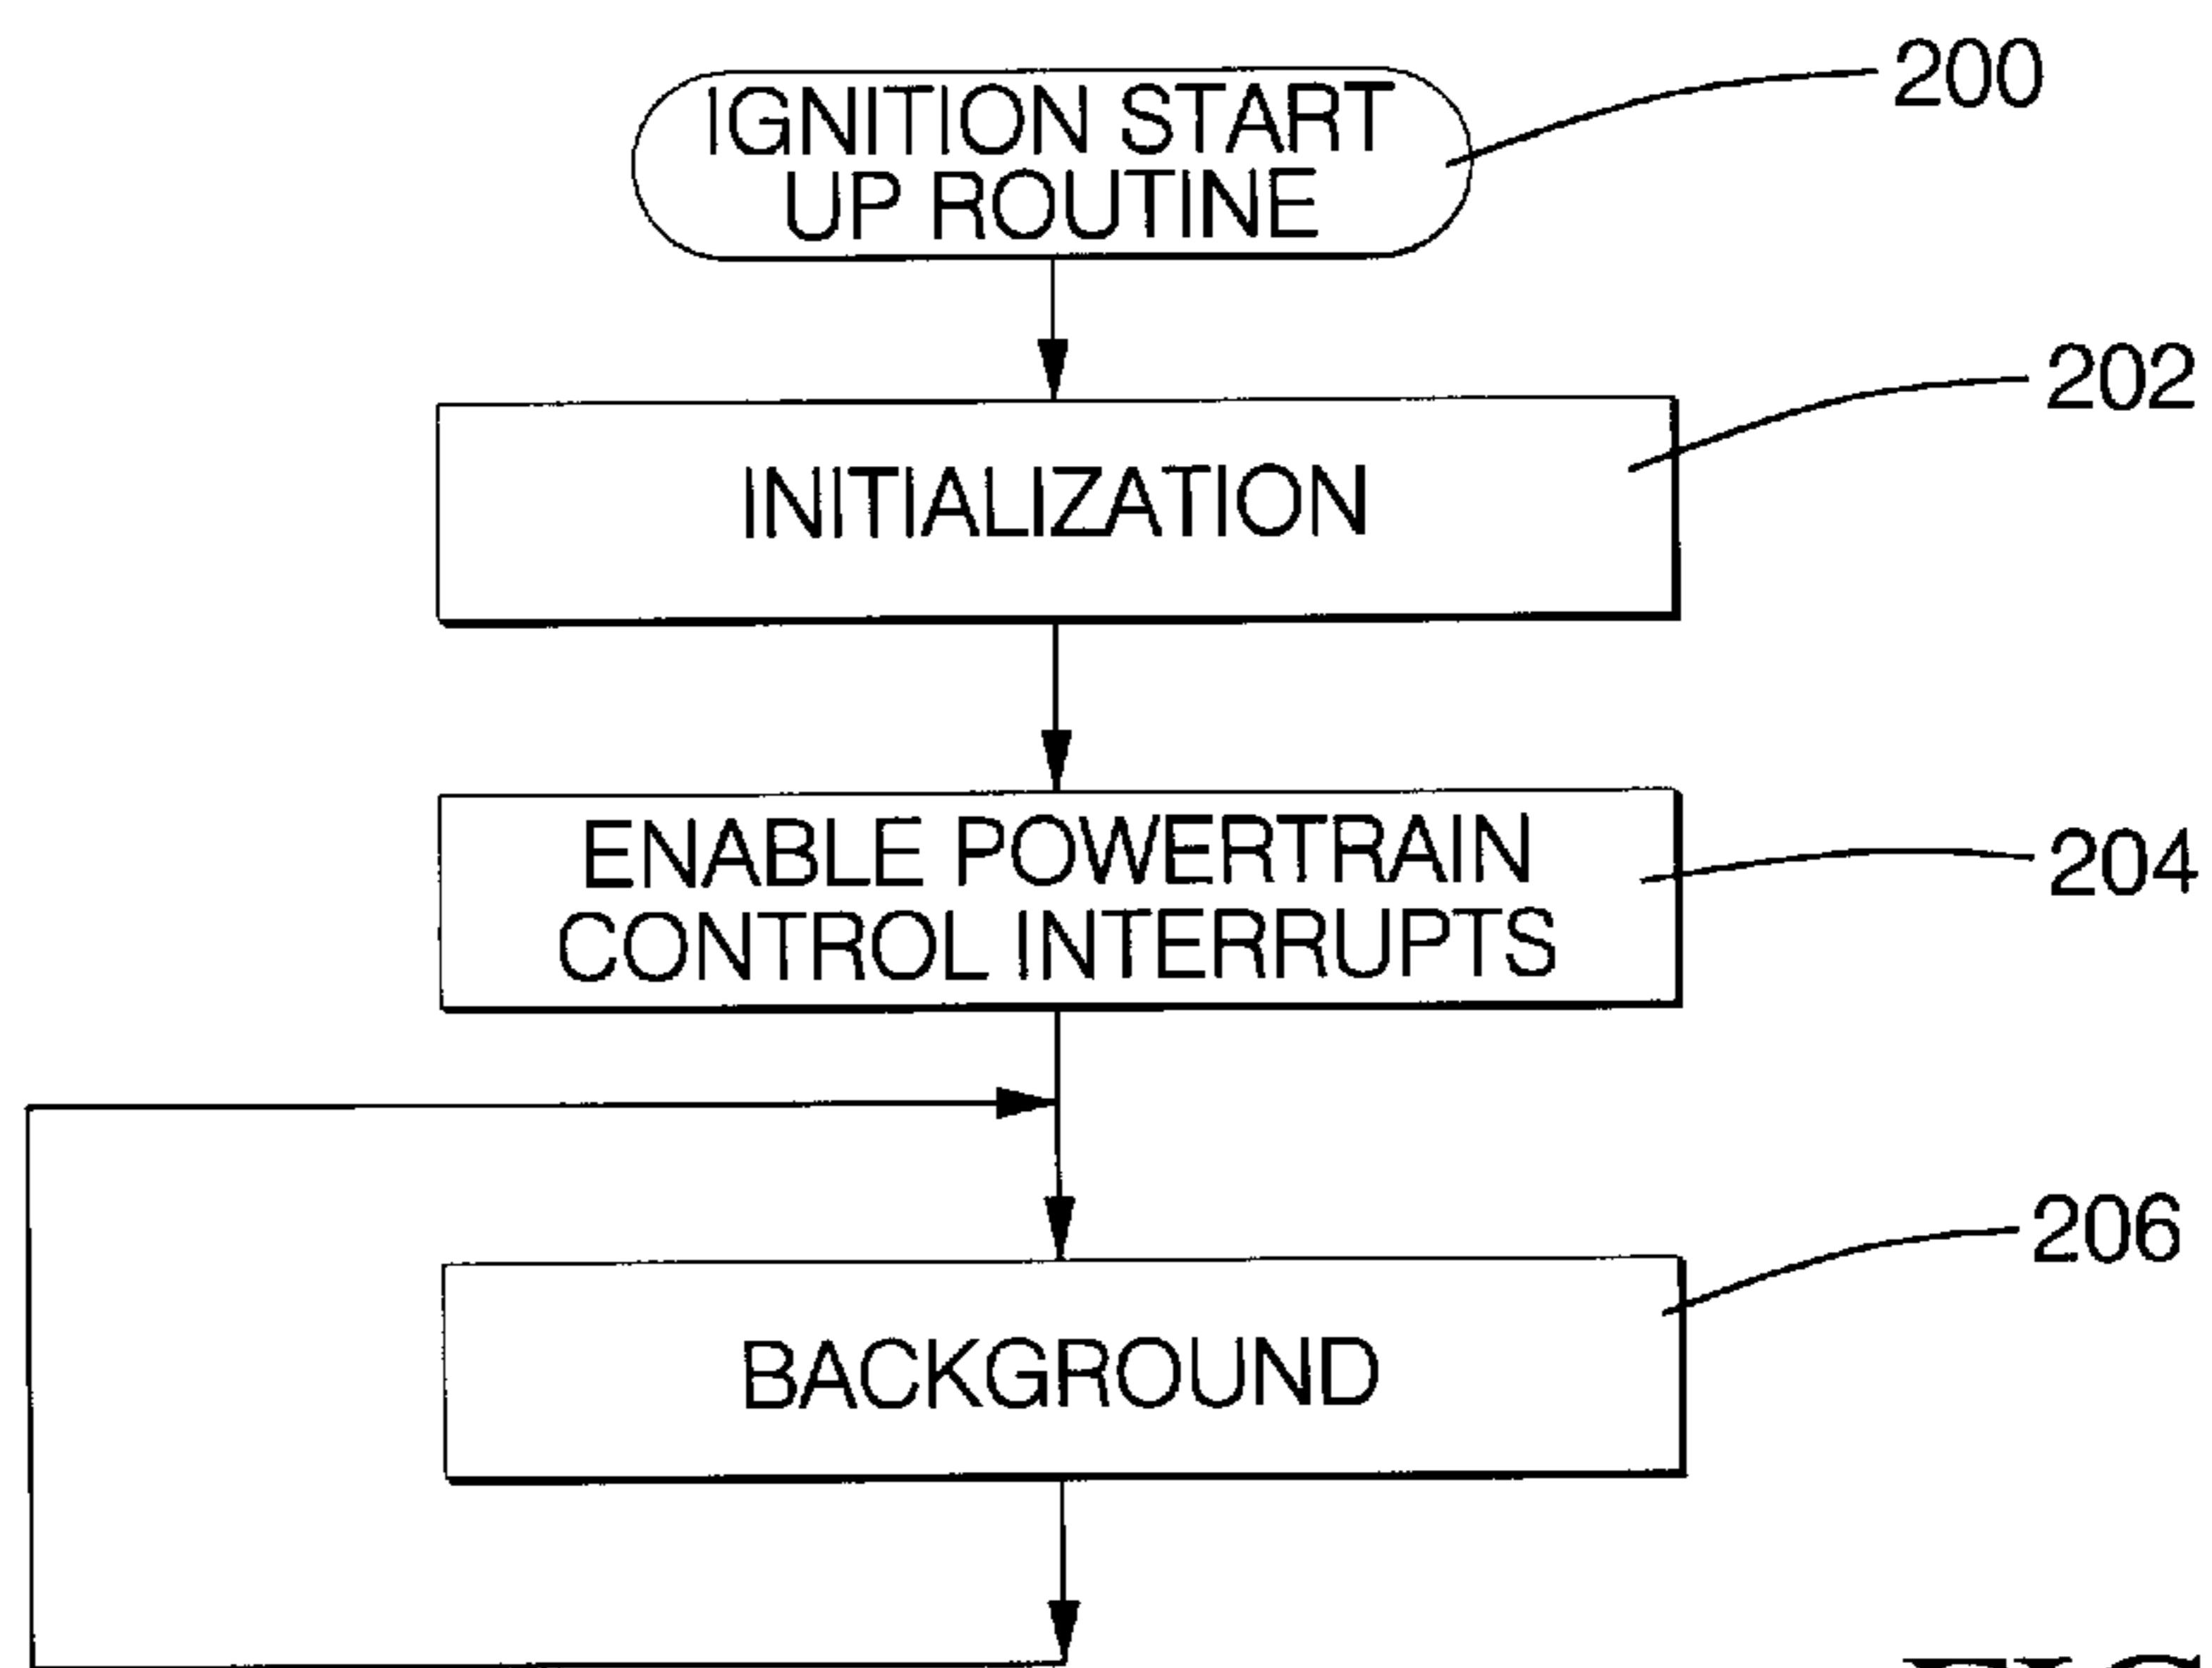 IGNITION START
UP ROUTINE
200
INITIALIZATION
202
ENABLE POWERTRAIN
CONTROL INTERRUPTS
204
BACKGROUND
206